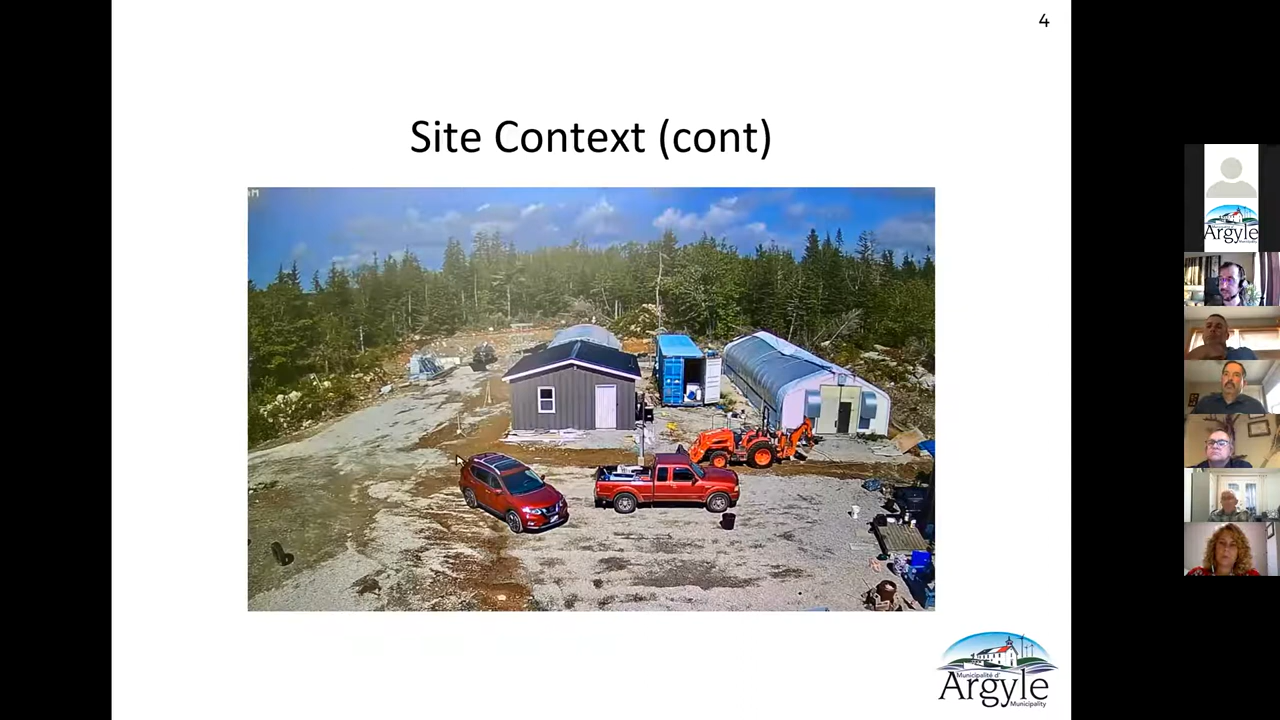 4
Site Context (cont)
Municipalité d'
Argyle
Municipality
Argyle